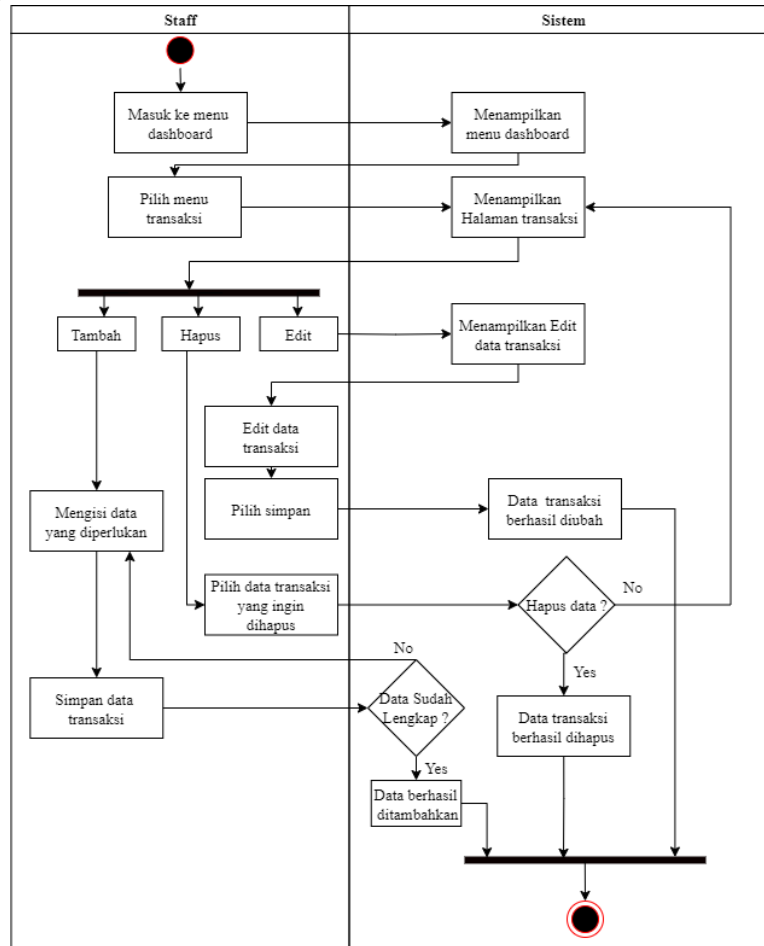 Staff
Sistem
Masuk ke menu
dashboard
Menampilkan
menu dashboard
Pilih menu
transaksi
Menampilkan
Halaman transaksi
Tambah
Hapus
Edit
Menampilkan Edit
data transaksi
Edit data
transaksi
Pilih simpan
Data transaksi
berhasil diubah
Mengisi data
yang diperlukan
Pilih data transaksi
yang ingin
dihapus
Hapus data ?
No
Yes
No
Simpan data
transaksi
Data Sudah
Lengkap ?
Data transaksi
berhasil dihapus
Yes
Data berhasil
ditambahkan